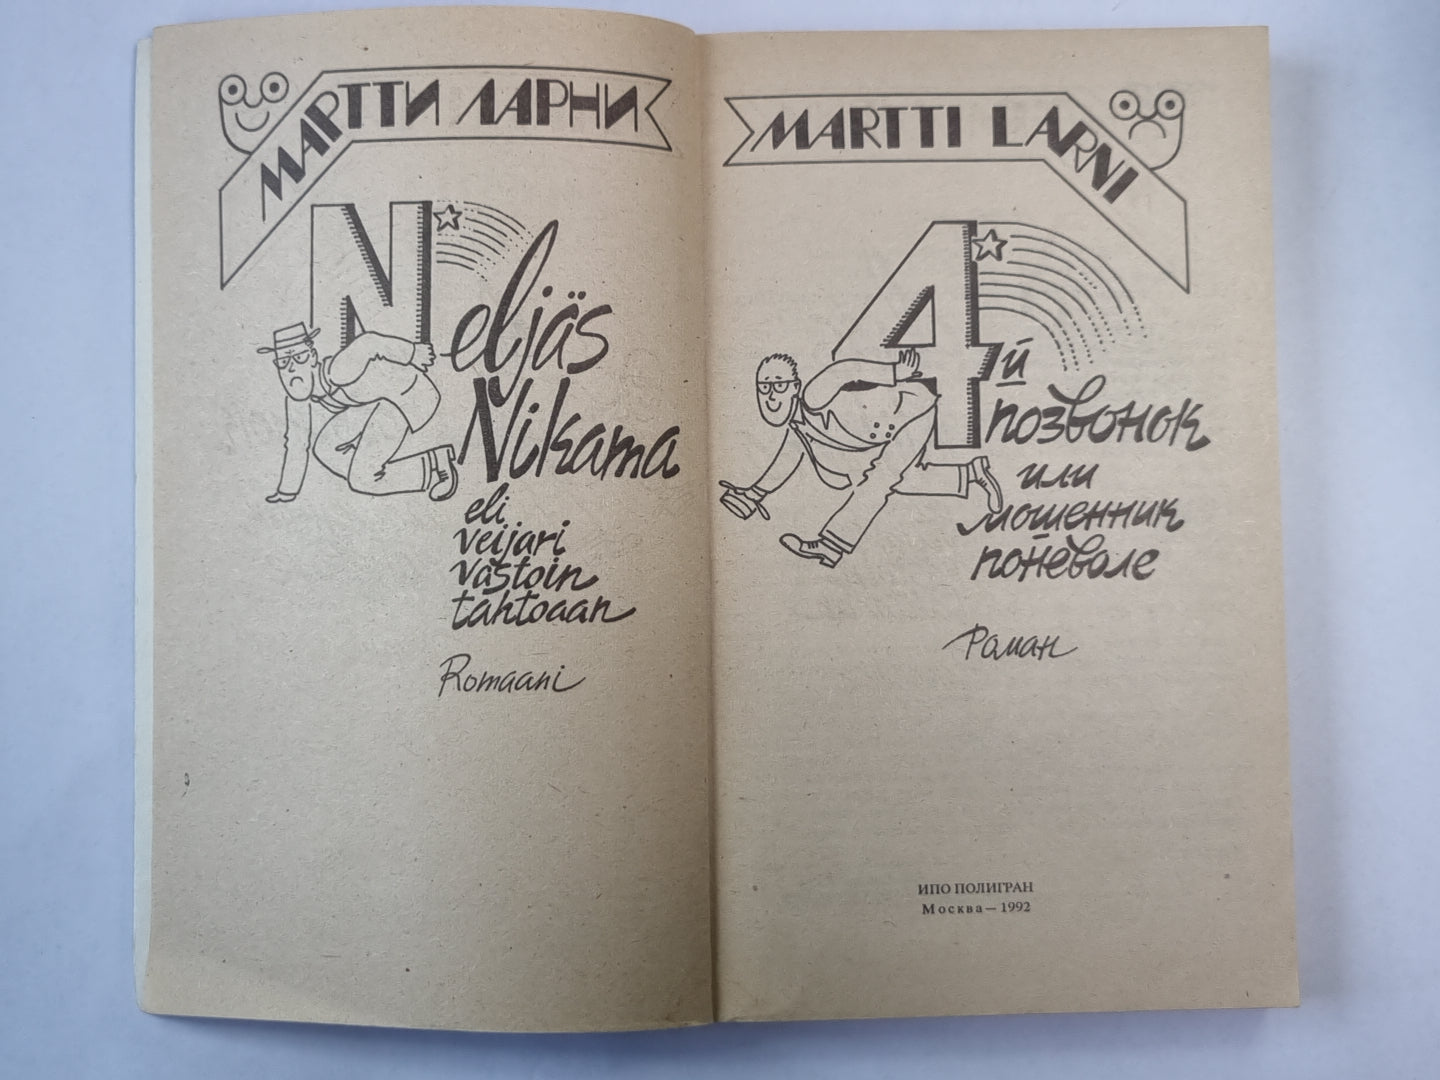 МАРТТИ ЛАРНИ
Neljäs
Nikama
eli
veijari
vastoin
tahtoaan
Romaani
MARTTI LARNI
4й
позвонок
или
мошенник
поневоле
Роман
ИПО ПОЛИГРАН
Москва — 1992